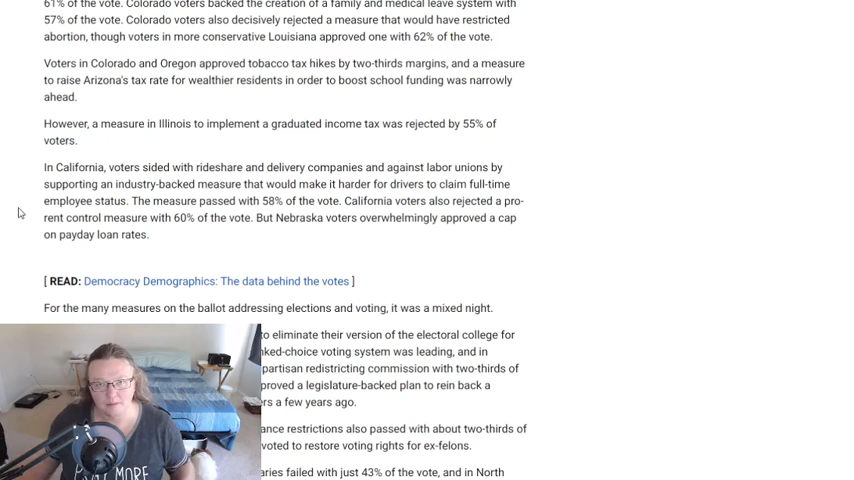 61% of the vote. Colorado voters backed the creation of a family and medical leave system with
57% of the vote. Colorado voters also decisively rejected a measure that would have restricted
abortion, though voters in more conservative Louisiana approved one with 62% of the vote.
Voters in Colorado and Oregon approved tobacco tax hikes by two-thirds margins, and a measure
to raise Arizona's tax rate for wealthier residents in order to boost school funding was narrowly
ahead.
However, a measure in Illinois to implement a graduated income tax was rejected by 55% of
voters.
In California, voters sided with rideshare and delivery companies and against labor unions by
supporting an industry-backed measure that would make it harder for drivers to claim full-time
employee status. The measure passed with 58% of the vote. California voters also rejected a pro-
rent control measure with 60% of the vote. But Nebraska voters overwhelmingly approved a cap
on payday loan rates.
[ READ: Democracy Demographics: The data behind the votes ]
For the many measures on the ballot addressing elections and voting, it was a mixed night.
to eliminate their version of the electoral college for
nked-choice voting system was leading, and in
partisan redistricting commission with two-thirds of
proved a legislature-backed plan to rein back a
ers a few years ago.
ance restrictions also passed with about two-thirds of
voted to restore voting rights for ex-felons.
aries failed with just 43% of the vote, and in North
MORE